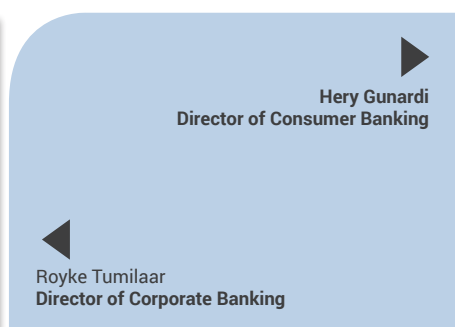 Hery Gunardi
Director of Consumer Banking
Royke Tumilaar
Director of Corporate Banking